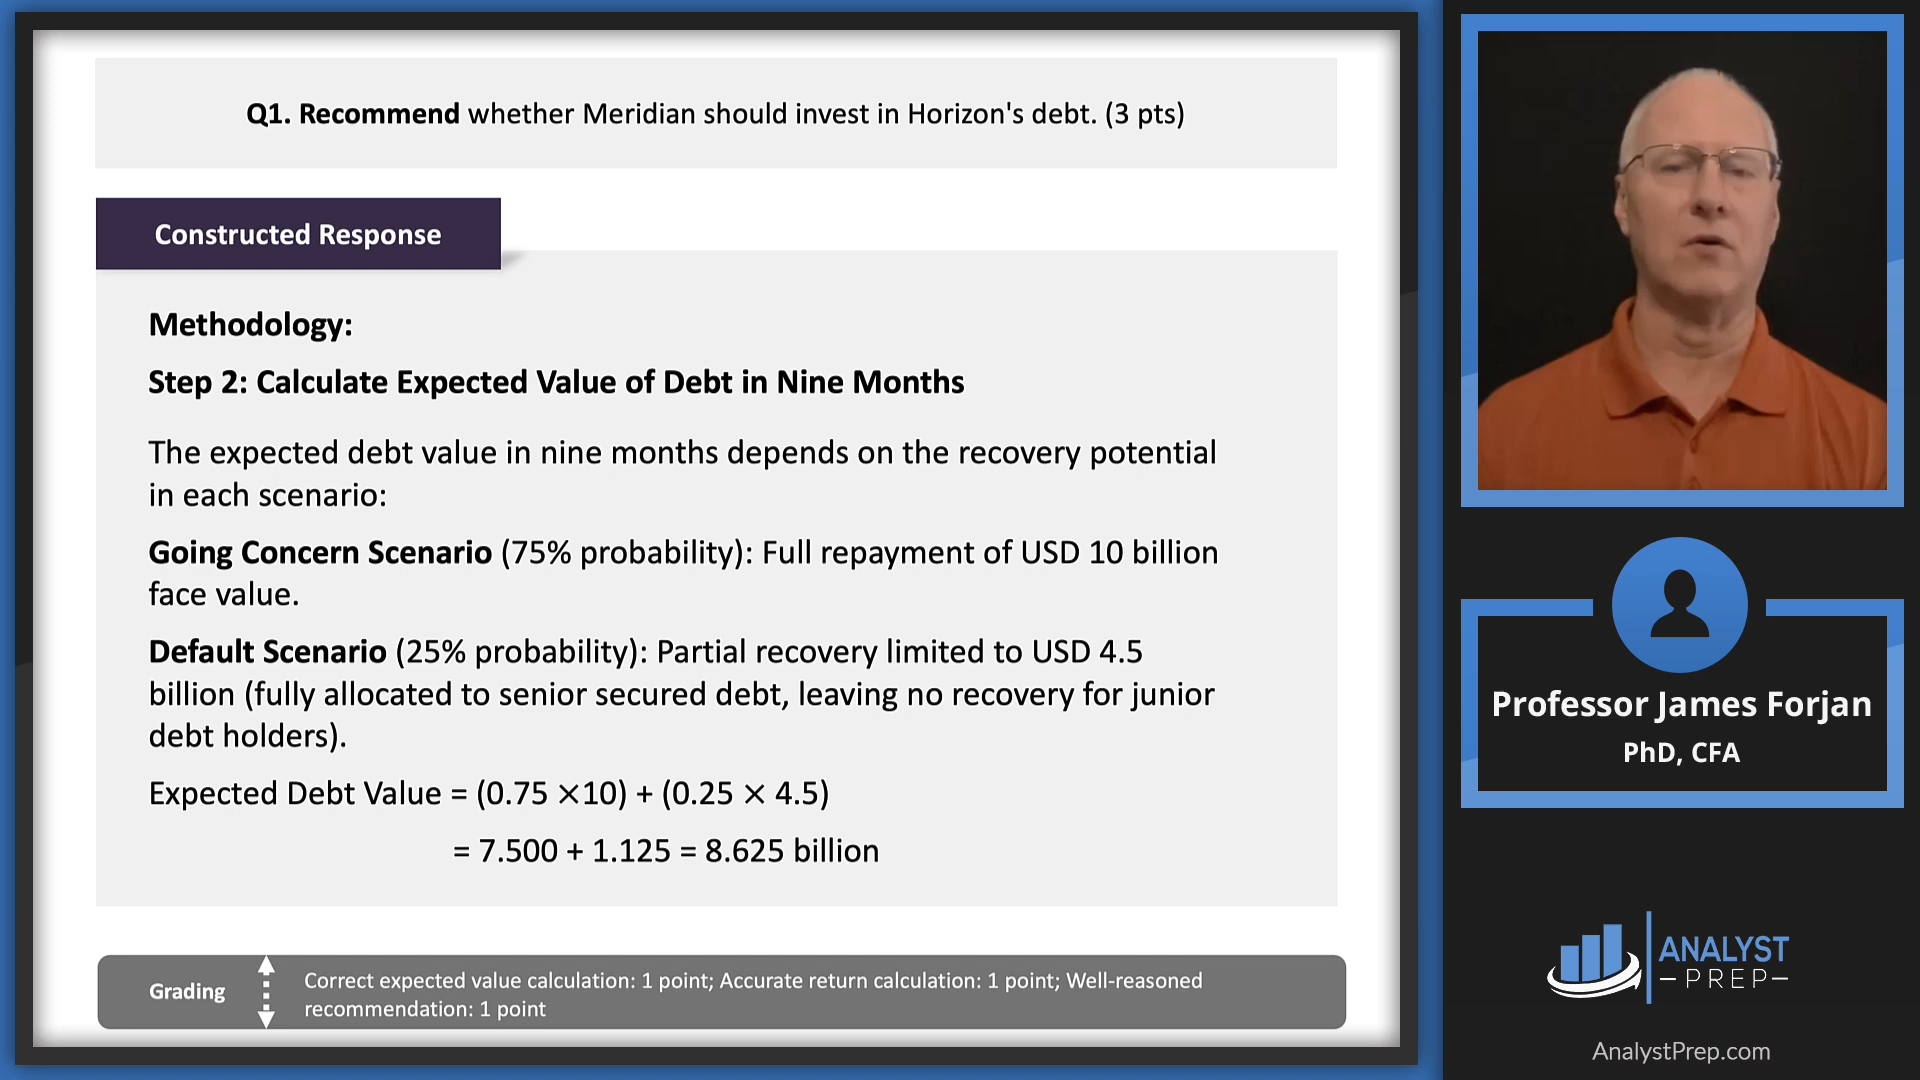 Q1. Recommend whether Meridian should invest in Horizon's debt. (3 pts)
Constructed Response
Methodology:
Step 2: Calculate Expected Value of Debt in Nine Months
The expected debt value in nine months depends on the recovery potential
in each scenario:
Going Concern Scenario (75% probability): Full repayment of USD 10 billion
face value.
Default Scenario (25% probability): Partial recovery limited to USD 4.5
billion (fully allocated to senior secured debt, leaving no recovery for junior
debt holders).
Expected Debt Value = (0.75 ×10) + (0.25 × 4.5)
= 7.500 + 1.125 = 8.625 billion
Grading
Correct expected value calculation: 1 point; Accurate return calculation: 1 point; Well-reasoned
recommendation: 1 point
Professor James Forjan
PhD, CFA
ANALYST
PREP
AnalystPrep.com